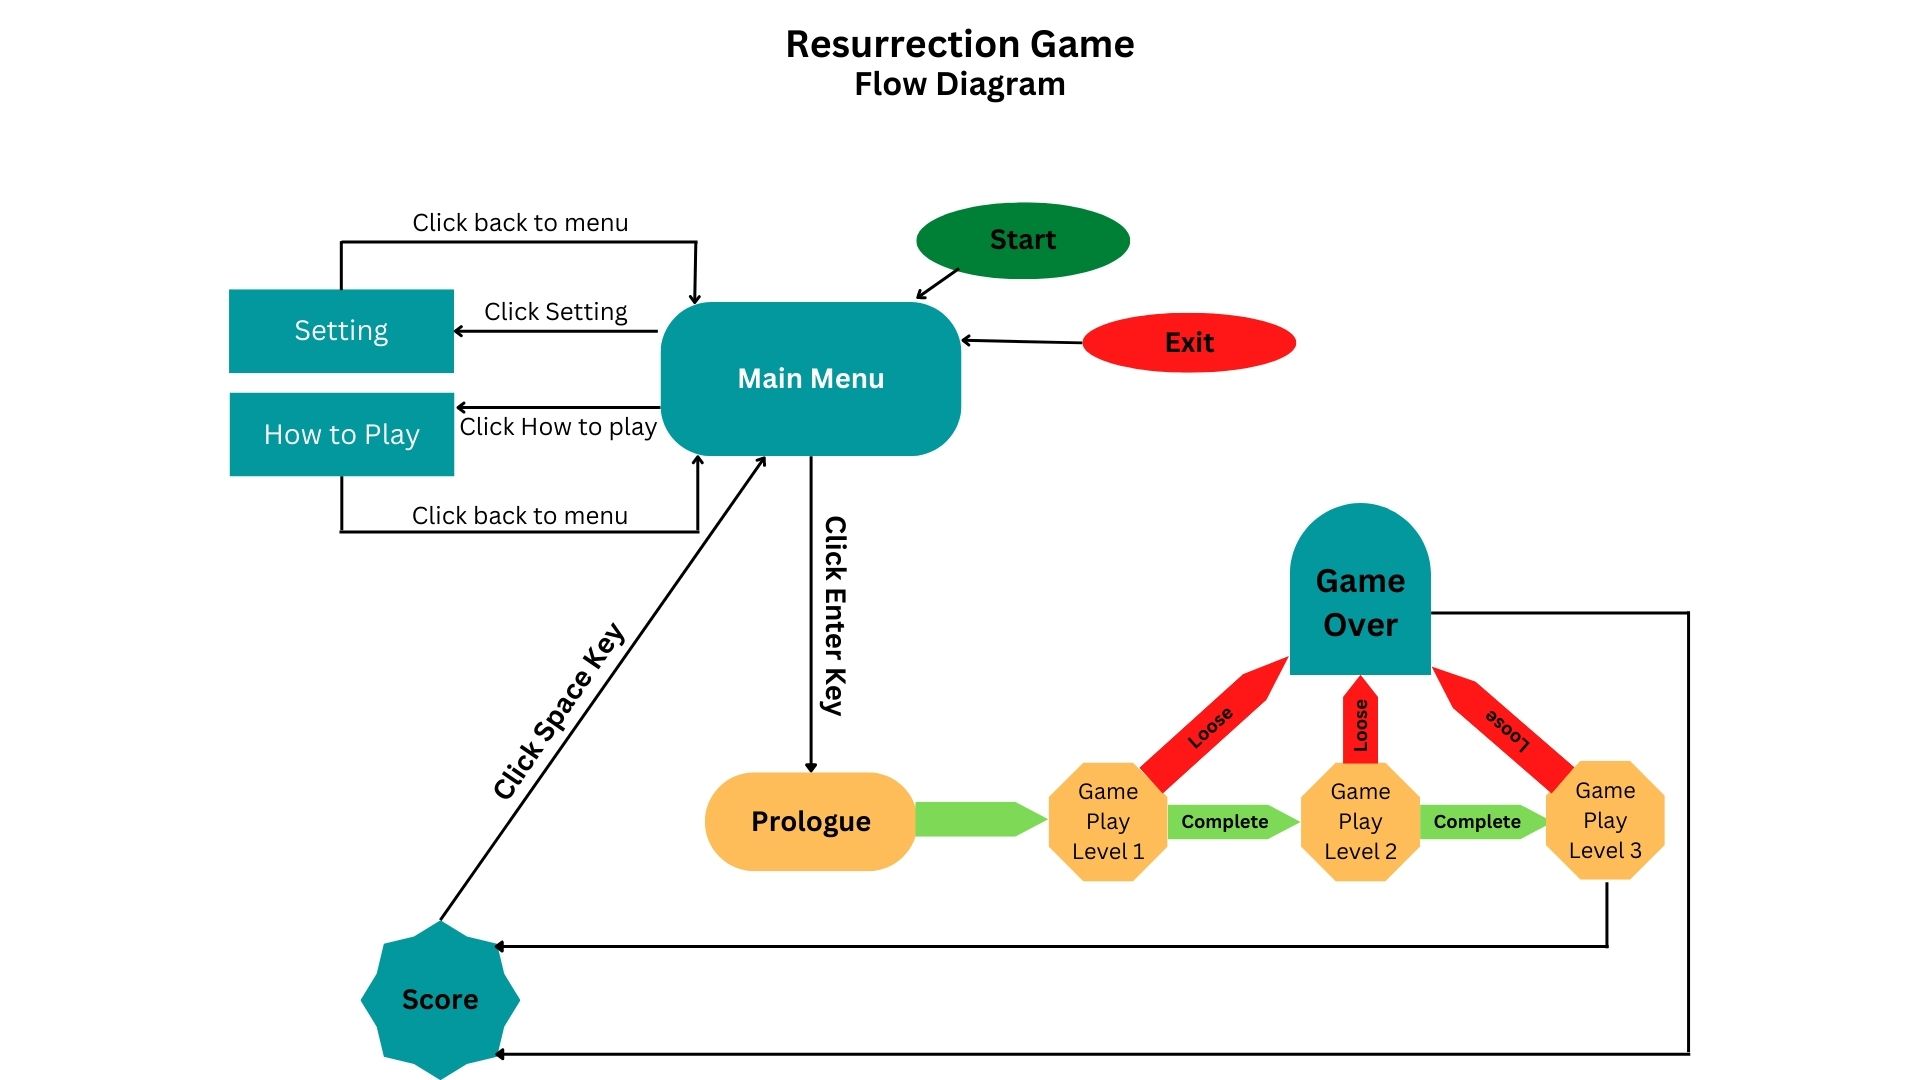 Resurrection Game
Flow Diagram
Click back to menu
Start
Setting
Click Setting
Exit
Main Menu
How to Play
Click How to play
Click back to menu
Click Enter Key
Click Space Key
Game
Over
Loose
Loose
Loose
Prologue
Game
Play
Level 1
Complete
Game
Play
Level 2
Complete
Game
Play
Level 3
Score